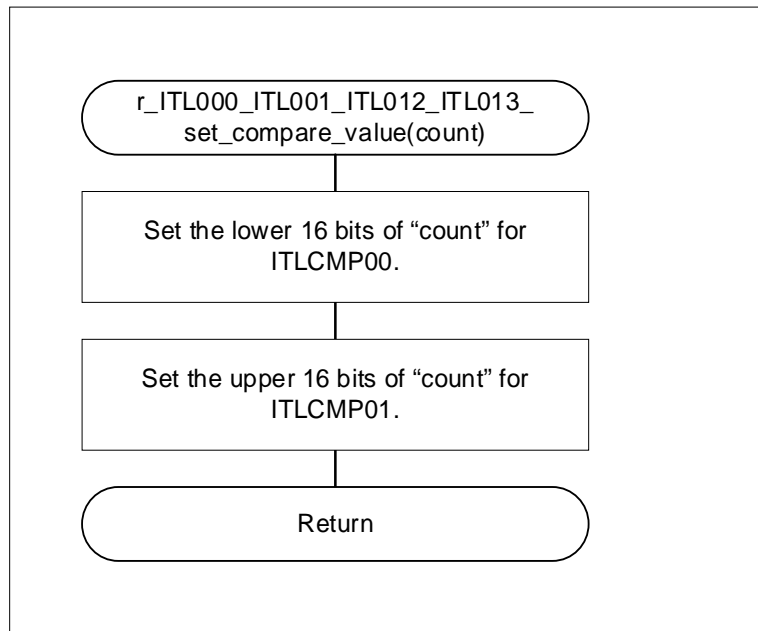 r_ITL000_ITL001_ITL012_ITL013_
set_compare_value(count)
Set the lower 16 bits of “count” for
ITLCMP00.
Set the upper 16 bits of “count” for
ITLCMP01.
Return